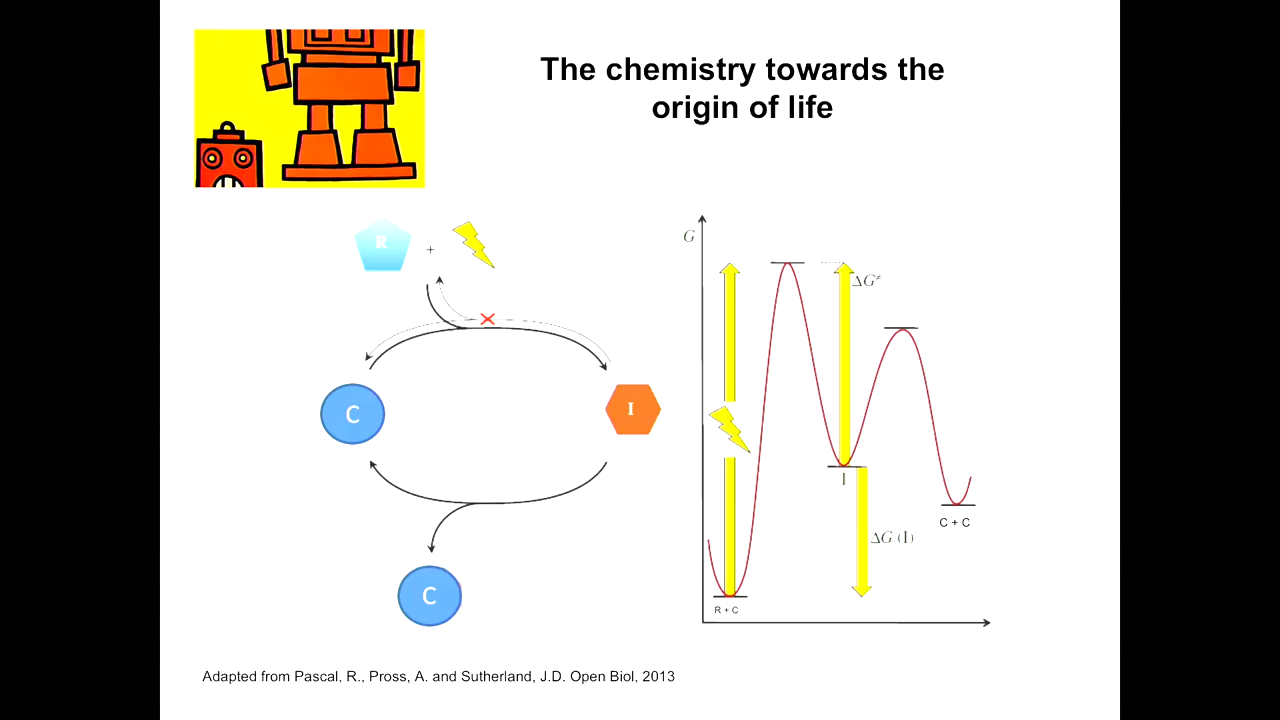 The chemistry towards the
origin of life
R
+
C
I
C
G
ΔG≠
I
ΔG (I)
C + C
R + C
Adapted from Pascal, R., Pross, A. and Sutherland, J.D. Open Biol, 2013